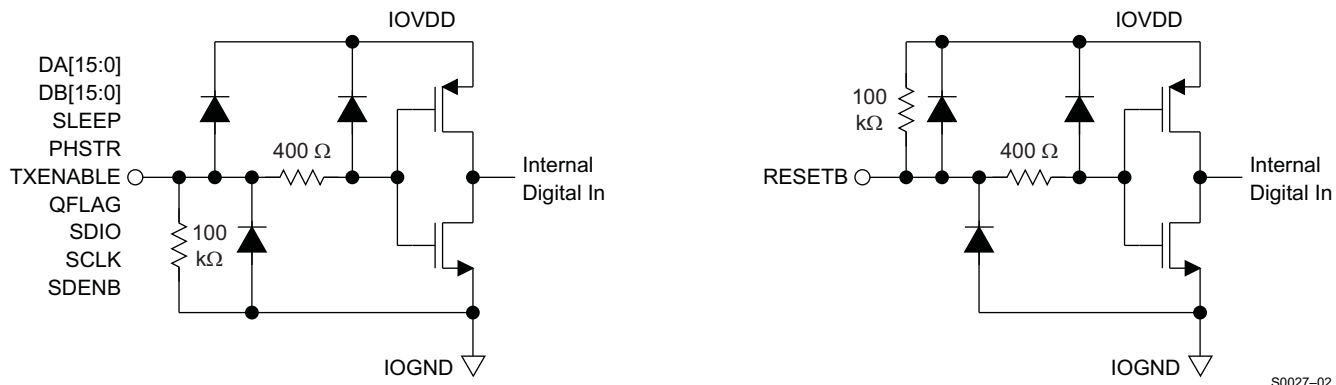 IOVDD
DA[15:0]
DB[15:0]
SLEEP
PHSTR
TXENABLE
QFLAG
SDIO
SCLK
SDENB
400 Ω
100
kΩ
Internal
Digital In
IOGND
IOVDD
100
kΩ
400 Ω
RESETB
Internal
Digital In
IOGND
S0027–02